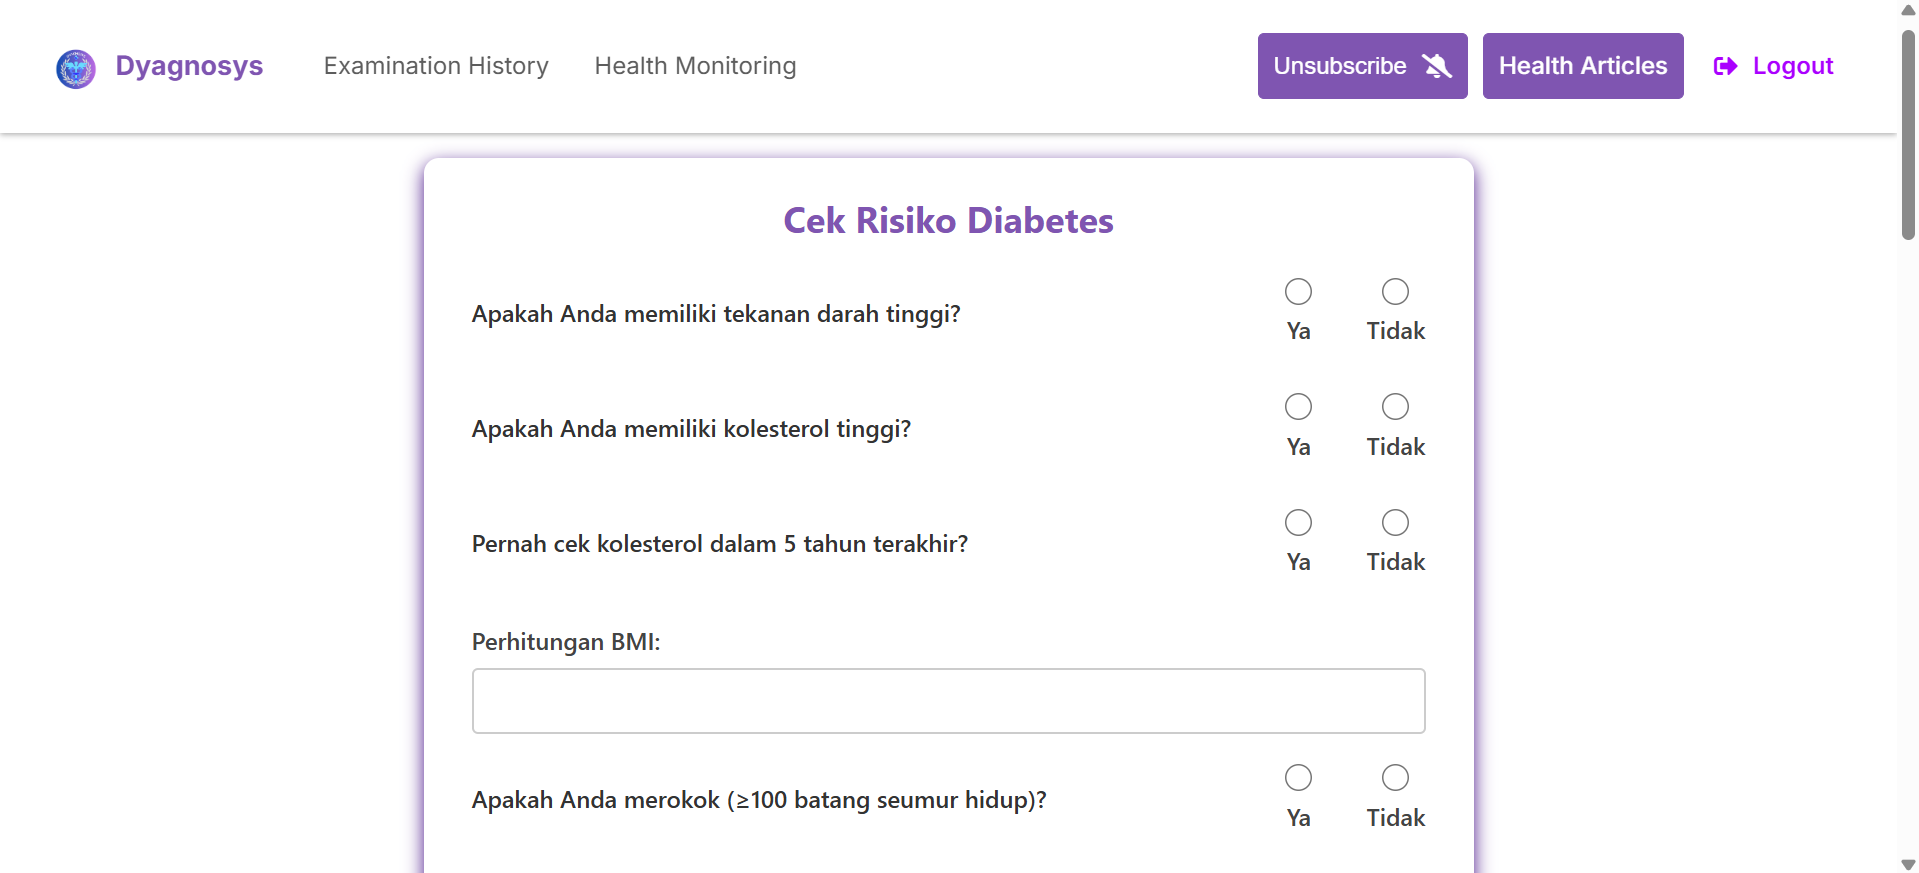 Dyagnosys Examination History Health Monitoring Unsubscribe Health Articles Logout
Cek Risiko Diabetes
Apakah Anda memiliki tekanan darah tinggi?
Ya Tidak
Apakah Anda memiliki kolesterol tinggi?
Ya Tidak
Pernah cek kolesterol dalam 5 tahun terakhir?
Ya Tidak
Perhitungan BMI:
Apakah Anda merokok (≥100 batang seumur hidup)?
Ya Tidak